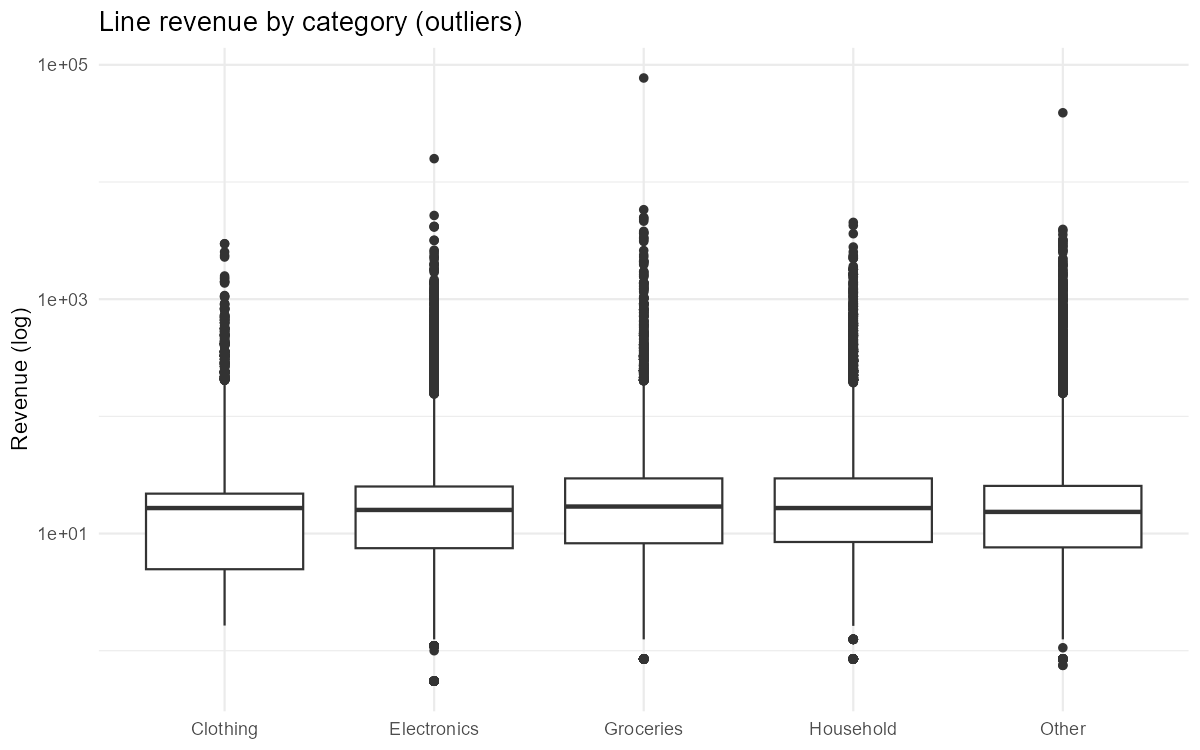 Line revenue by category (outliers)
Revenue (log)
1e+05
1e+03
1e+01
Clothing Electronics Groceries Household Other